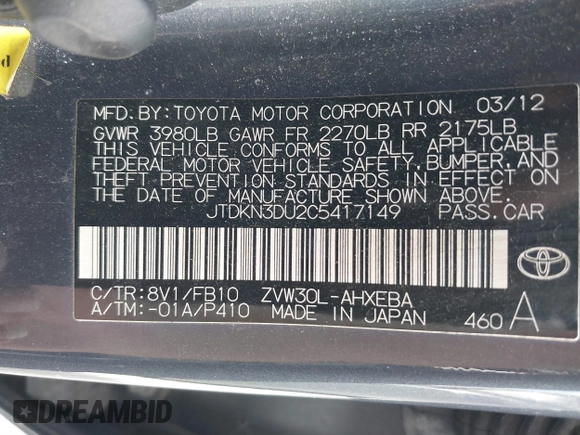 MFD. BY: TOYOTA MOTOR CORPORATION 03/12
GVWR 3980LB GAWR FR 2270LB RR 2175LB
THIS VEHICLE CONFORMS TO ALL APPLICABLE
FEDERAL MOTOR VEHICLE SAFETY, BUMPER, AND
THEFT PREVENTION STANDARDS IN EFFECT ON
THE DATE OF MANUFACTURE SHOWN ABOVE.
JTDKN3DU2C5417149 PASS. CAR
C/TR: 8V1/FB10 ZVW30L-AHXEBA
A/TM: -01A/P410 MADE IN JAPAN 460 A
TOYOTA
DREAMBID